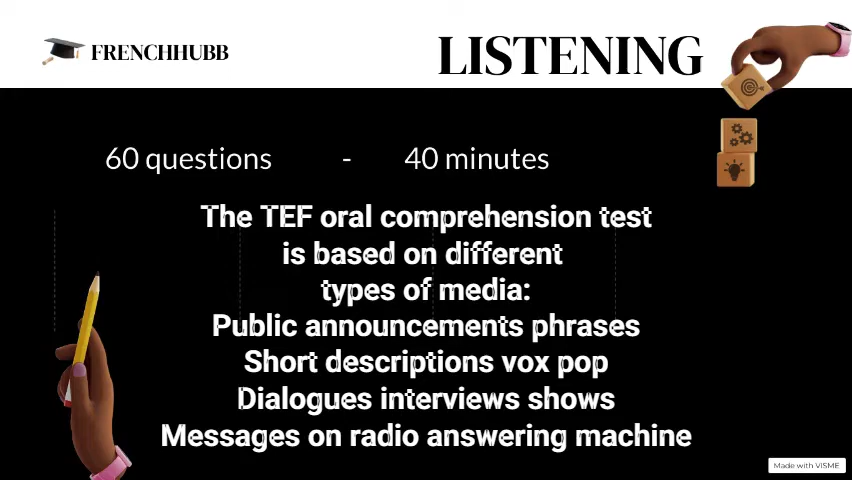 FRENCHHUBB
LISTENING
60 questions - 40 minutes
The TEF oral comprehension test
is based on different
types of media:
Public announcements phrases
Short descriptions vox pop
Dialogues interviews shows
Messages on radio answering machine
Made with VISME